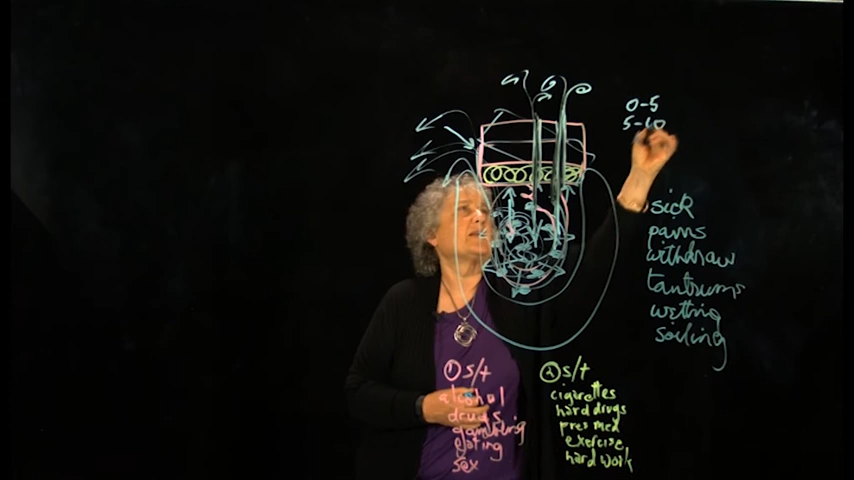 0-5
5-10
sick
pains
withdraw
tantrums
wetting
soiling
① s/t
alcohol
drugs
gambling
eating
sex
② s/t
cigarettes
hard drugs
pres med
exercise
hard work